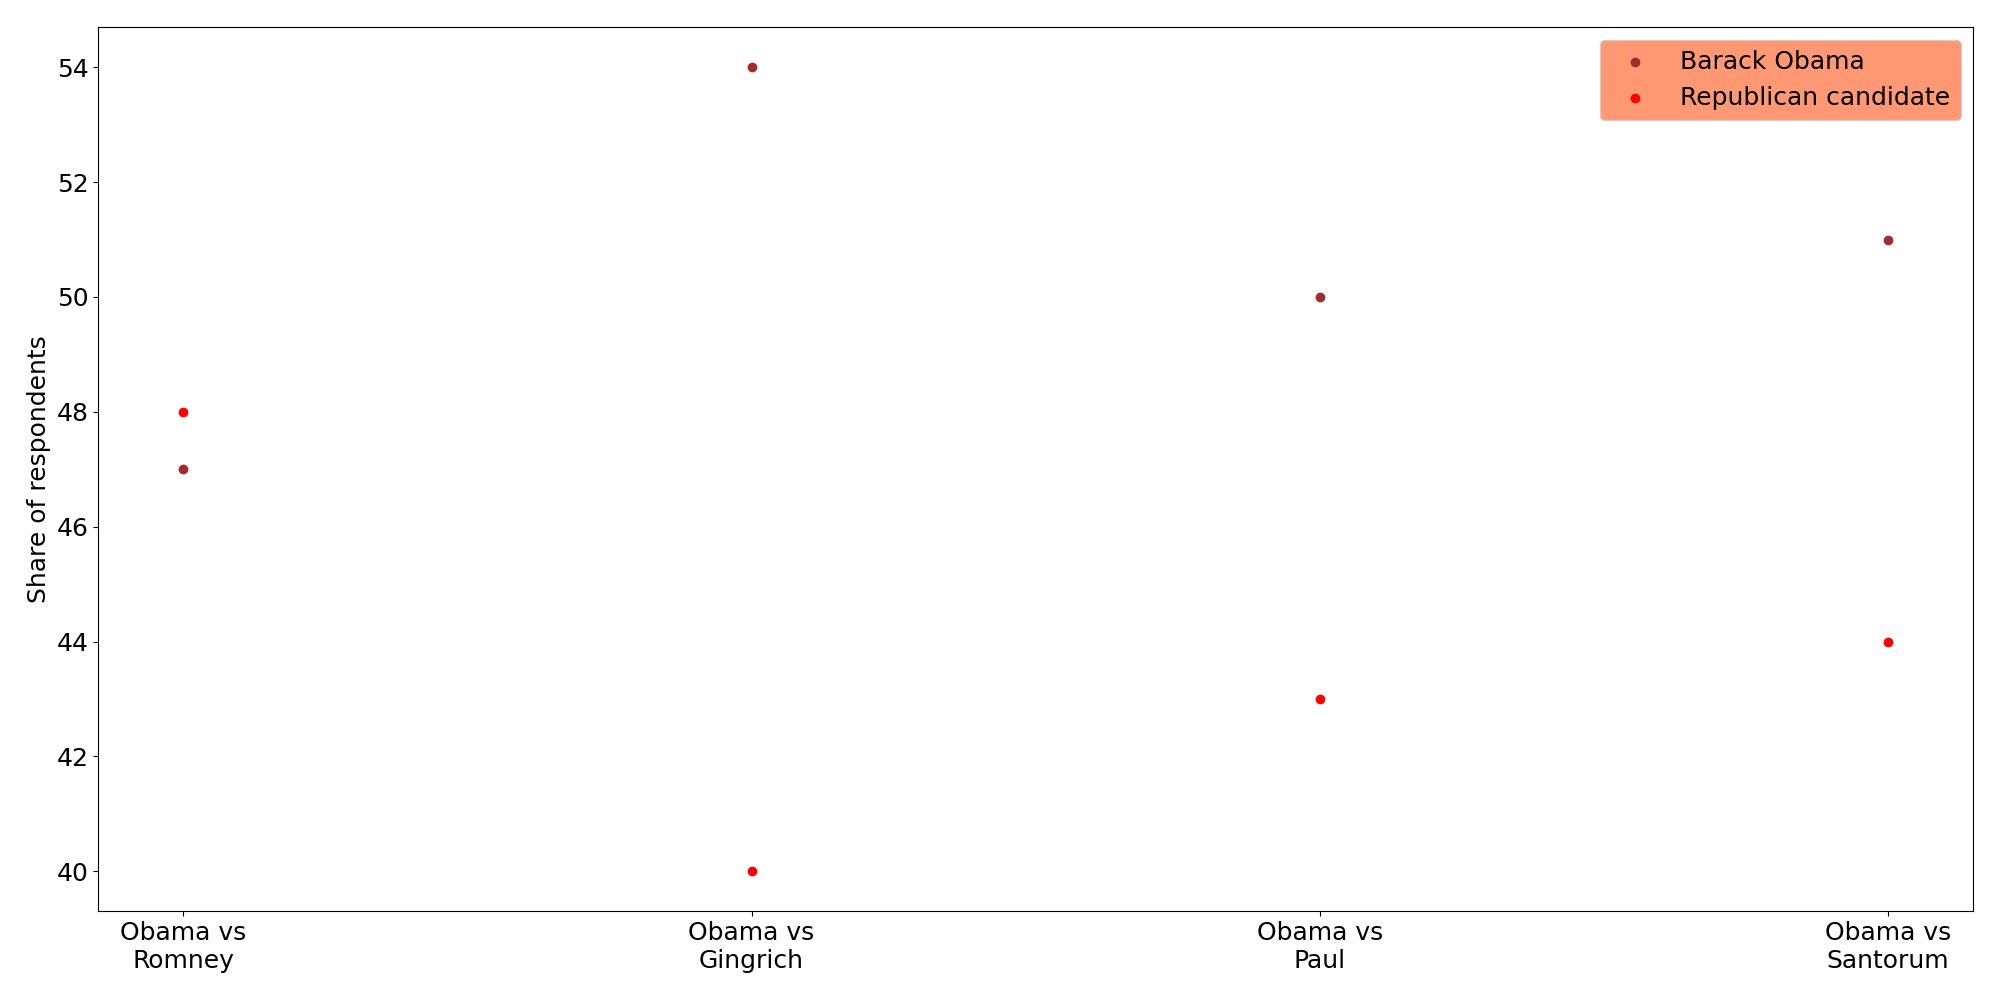 Barack Obama
Republican candidate
Share of respondents
54
52
50
48
46
44
42
40
Obama vs
Romney
Obama vs
Gingrich
Obama vs
Paul
Obama vs
Santorum